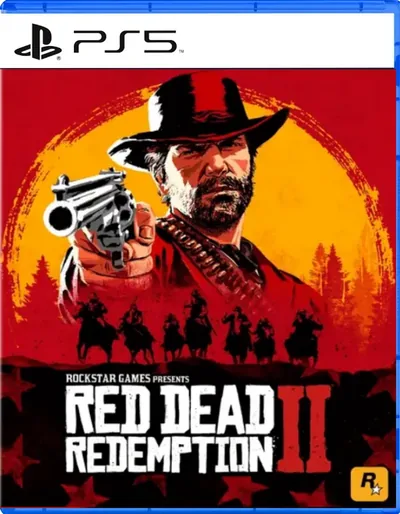 PS5
ROCKSTAR GAMES PRESENTS
RED DEAD
REDEMPTION II
R★